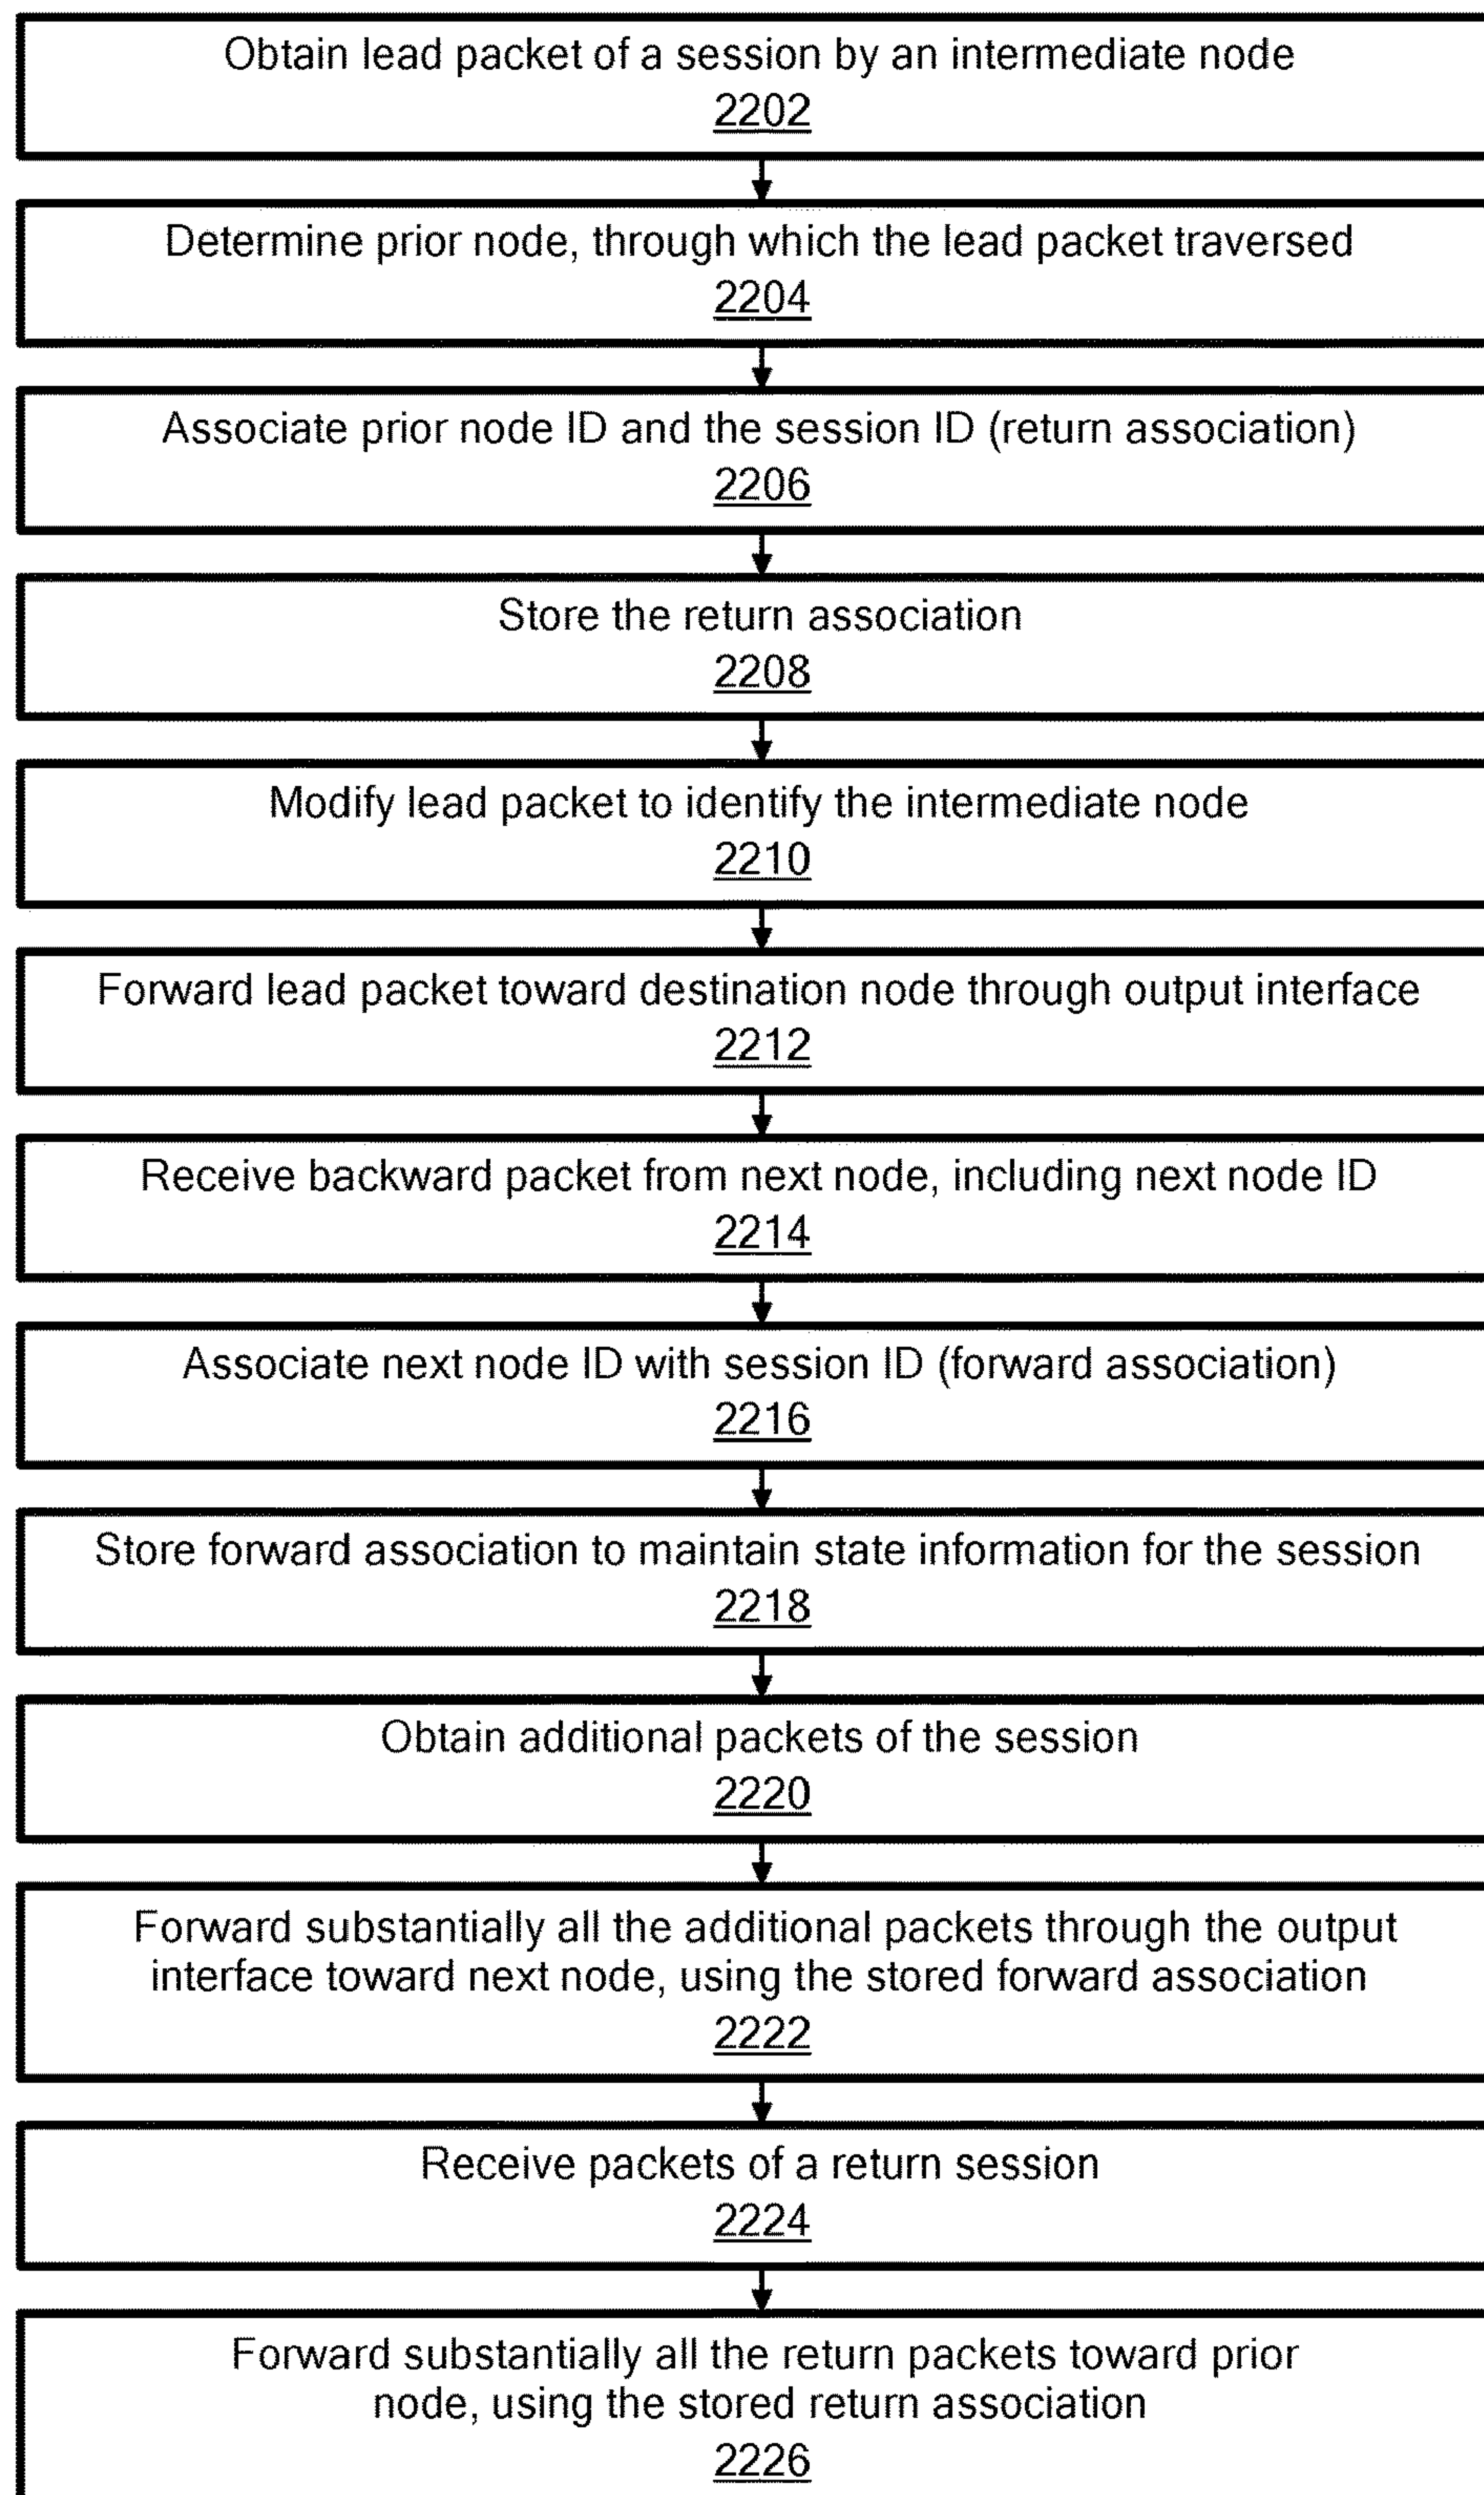 Obtain lead packet of a session by an intermediate node
2202
Determine prior node, through which the lead packet traversed
2204
Associate prior node ID and the session ID (return association)
2206
Store the return association
2208
Modify lead packet to identify the intermediate node
2210
Forward lead packet toward destination node through output interface
2212
Receive backward packet from next node, including next node ID
2214
Associate next node ID with session ID (forward association)
2216
Store forward association to maintain state information for the session
2218
Obtain additional packets of the session
2220
Forward substantially all the additional packets through the output
interface toward next node, using the stored forward association
2222
Receive packets of a return session
2224
Forward substantially all the return packets toward prior
node, using the stored return association
2226